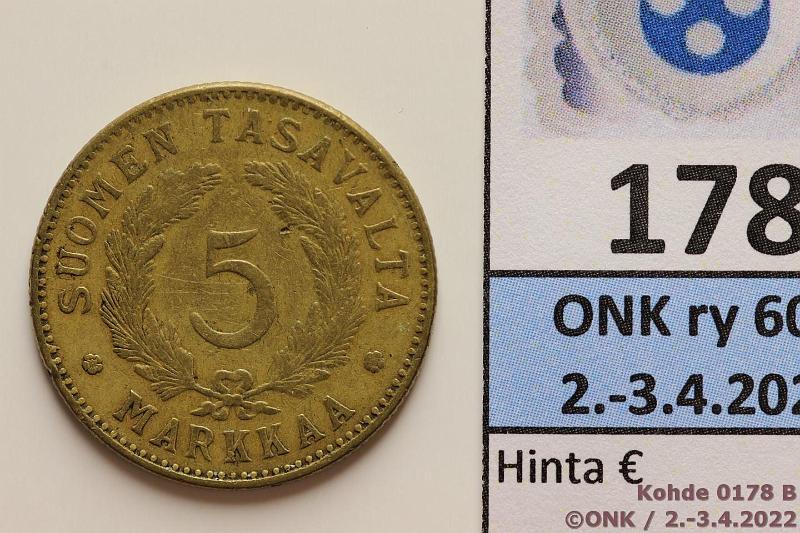 SUOMEN TASAVALTA
5
MARKKAA
178
ONK ry 60
2.-3.4.202
Hinta €
Kohde 0178 B
©ONK / 2.-3.4.2022